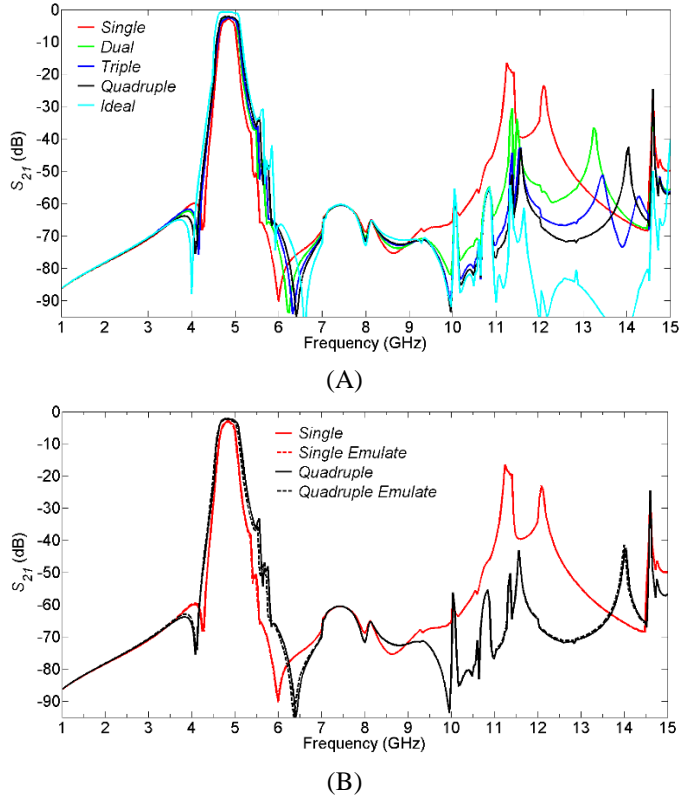 0
-10
-20
-30
-40
-50
-60
-70
-80
-90
S21 (dB)
Single
Dual
Triple
Quadruple
Ideal
1 2 3 4 5 6 7 8 9 10 11 12 13 14 15
Frequency (GHz)
(A)
0
-10
-20
-30
-40
-50
-60
-70
-80
-90
S21 (dB)
Single
Single Emulate
Quadruple
Quadruple Emulate
1 2 3 4 5 6 7 8 9 10 11 12 13 14 15
Frequency (GHz)
(B)